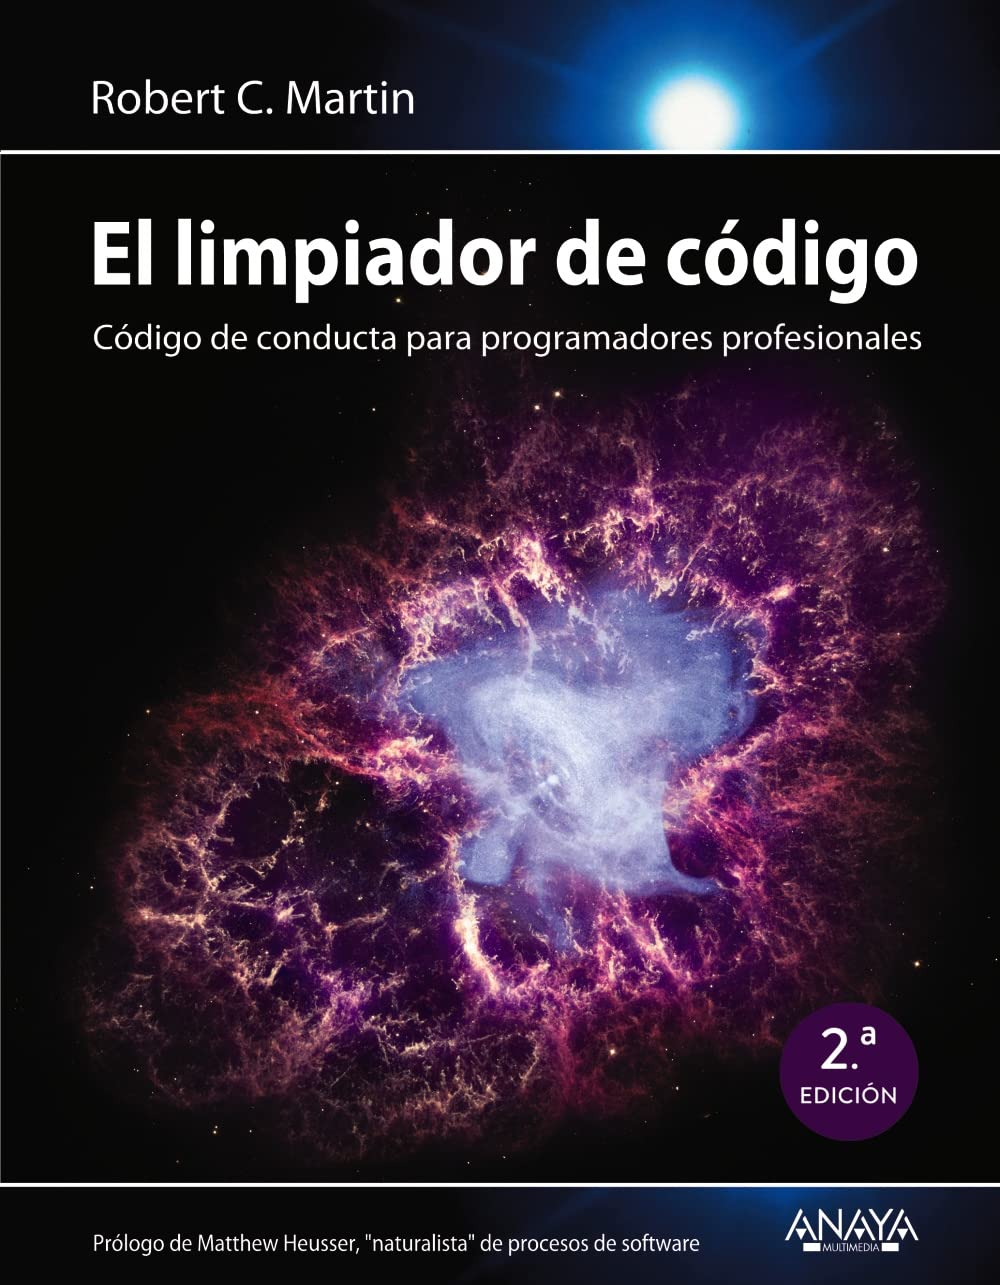 Robert C. Martin
El limpiador de código
Código de conducta para programadores profesionales
2.ª
EDICIÓN
Prólogo de Matthew Heusser, "naturalista" de procesos de software
ANAYA
MULTIMEDIA